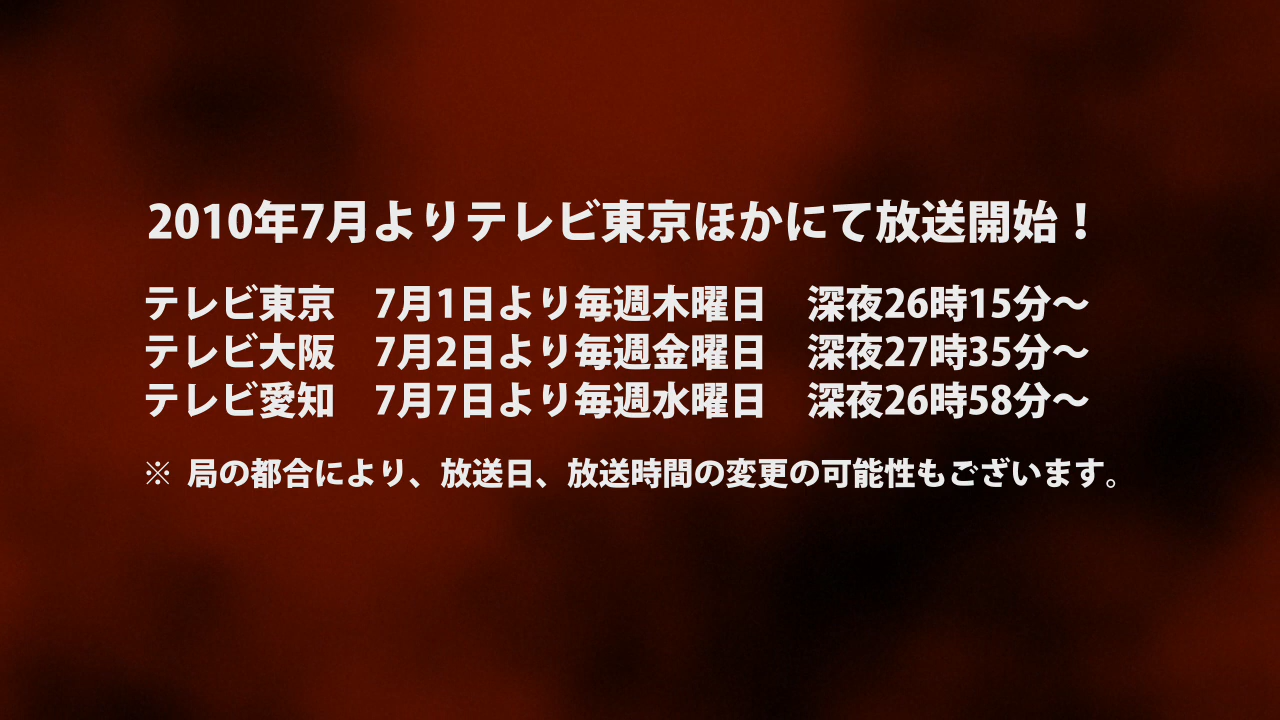 2010年7月よりテレビ東京ほかにて放送開始！
テレビ東京　7月1日より毎週木曜日　深夜26時15分～
テレビ大阪　7月2日より毎週金曜日　深夜27時35分～
テレビ愛知　7月7日より毎週水曜日　深夜26時58分～
※ 局の都合により、放送日、放送時間の変更の可能性もございます。